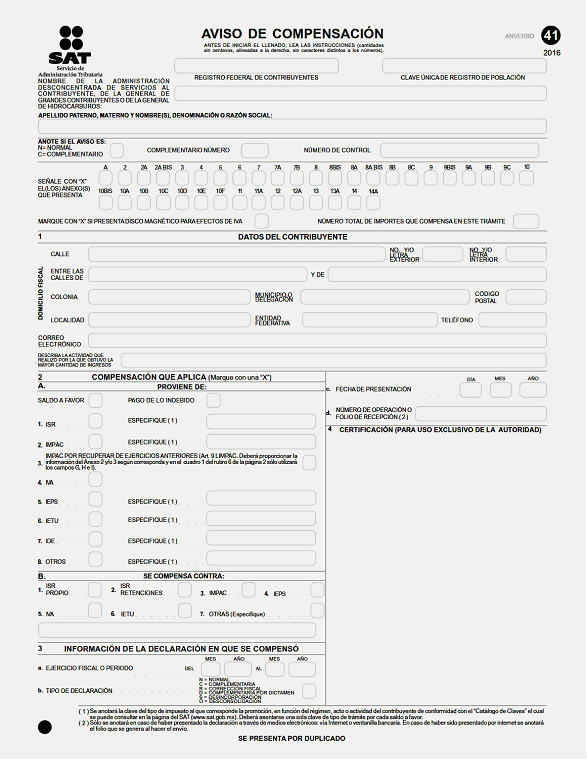 AVISO DE COMPENSACIÓN
ANTES DE INICIAR EL LLENADO, LEA LAS INSTRUCCIONES (cantidades
sin centavos, alineadas a la derecha, sin caracteres distintos a los números).
ANVERSO 41
2016
SAT
Servicio de
Administración Tributaria
REGISTRO FEDERAL DE CONTRIBUYENTES CLAVE ÚNICA DE REGISTRO DE POBLACIÓN
NOMBRE DE LA ADMINISTRACIÓN
DESCONCENTRADA DE SERVICIOS AL
CONTRIBUYENTE, DE LA GENERAL DE
GRANDES CONTRIBUYENTES O DE LA GENERAL
DE HIDROCARBUROS:
APELLIDO PATERNO, MATERNO Y NOMBRE(S), DENOMINACIÓN O RAZÓN SOCIAL:
ANOTE SI EL AVISO ES:
N= NORMAL
C= COMPLEMENTARIO
COMPLEMENTARIO NÚMERO NÚMERO DE CONTROL
SEÑALE CON "X"
EL(LOS) ANEXO(S)
QUE PRESENTA
A 2 2A 2A BIS 3 4 5 6 7 7A 7B 8 8BIS 8A 8A BIS 8B 8C 9 9BIS 9A 9B 9C 10
10BIS 10A 10B 10C 10D 10E 10F 11 11A 12 12A 13 13A 14 14A
MARQUE CON "X" SI PRESENTA DISCO MAGNÉTICO PARA EFECTOS DE IVA NÚMERO TOTAL DE IMPORTES QUE COMPENSA EN ESTE TRÁMITE
1 DATOS DEL CONTRIBUYENTE
DOMICILIO FISCAL
CALLE NO. Y/O LETRA EXTERIOR NO. Y/O LETRA INTERIOR
ENTRE LAS CALLES DE Y DE
COLONIA MUNICIPIO O DELEGACIÓN CÓDIGO POSTAL
LOCALIDAD ENTIDAD FEDERATIVA TELÉFONO
CORREO ELECTRÓNICO
DESCRIBA LA ACTIVIDAD QUE
REALIZÓ POR LA QUE OBTUVO LA
MAYOR CANTIDAD DE INGRESOS
2 COMPENSACIÓN QUE APLICA (Marque con una "X")
A. PROVIENE DE:
SALDO A FAVOR PAGO DE LO INDEBIDO
1. ISR ESPECIFIQUE ( 1 )
2. IMPAC ESPECIFIQUE ( 1 )
3. IMPAC POR RECUPERAR DE EJERCICIOS ANTERIORES (Art. 9 LIMPAC. Deberá proporcionar la
información del Anexo 2 y/o 3 según corresponda y en el cuadro 1 del rubro 6 de la página 2 sólo utilizará
los campos G, H e I).
4. IVA
5. IEPS ESPECIFIQUE ( 1 )
6. IETU ESPECIFIQUE ( 1 )
7. IDE ESPECIFIQUE ( 1 )
8. OTROS ESPECIFIQUE ( 1 )
B. SE COMPENSA CONTRA:
1. ISR PROPIO 2. ISR RETENCIONES 3. IMPAC 4. IEPS
5. IVA 6. IETU 7. OTRAS (Especifique)
3 INFORMACIÓN DE LA DECLARACIÓN EN QUE SE COMPENSÓ
MES AÑO MES AÑO
a. EJERCICIO FISCAL O PERIODO DEL AL
b. TIPO DE DECLARACIÓN
N = NORMAL
C = COMPLEMENTARIA
R = CORRECCIÓN FISCAL
D = COMPLEMENTARIA POR DICTAMEN
S = DESINCORPORACIÓN
O = DESCONSOLIDACIÓN
DÍA MES AÑO
c. FECHA DE PRESENTACIÓN
d. NÚMERO DE OPERACIÓN O
FOLIO DE RECEPCIÓN ( 2 )
4 CERTIFICACIÓN (PARA USO EXCLUSIVO DE LA AUTORIDAD)
( 1 ) Se anotará la clave del tipo de impuesto al que corresponde la promoción, en función del régimen, acto o actividad del contribuyente de conformidad con el "Catálogo de Claves" el cual
se puede consultar en la página del SAT (www.sat.gob.mx). Deberá asentarse una sola clave de tipo de trámite por cada saldo a favor.
( 2 ) Sólo se anotará en caso de haber presentado la declaración a través de medios electrónicos: vía Internet o ventanilla bancaria. En caso de haber sido presentado por internet se anotará
el folio que se genera al hacer el envío.
SE PRESENTA POR DUPLICADO